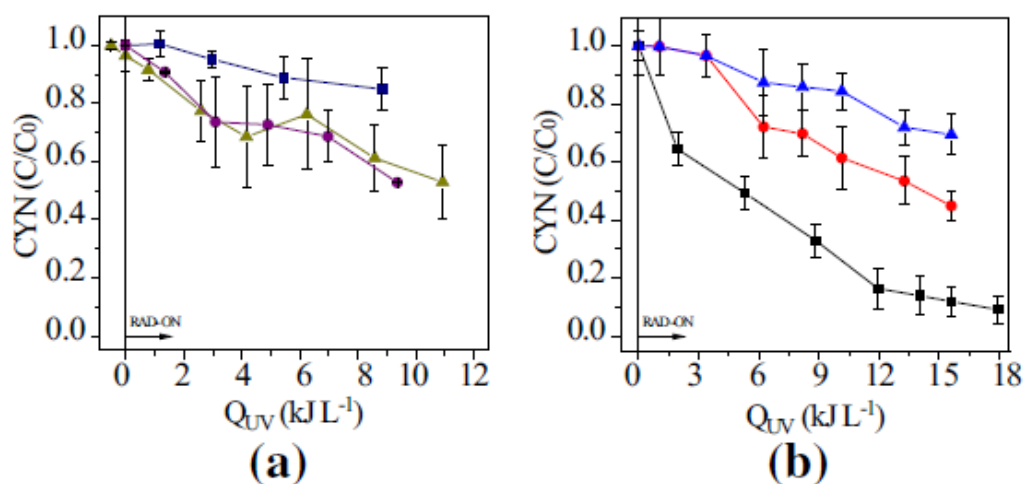 CYN (C/C0)
1.0
0.8
0.6
0.4
0.2
0.0
RAD-ON
0 2 4 6 8 10 12
QUV (kJ L-1)
(a)
CYN (C/C0)
1.0
0.8
0.6
0.4
0.2
0.0
RAD-ON
0 3 6 9 12 15 18
QUV (kJ L-1)
(b)